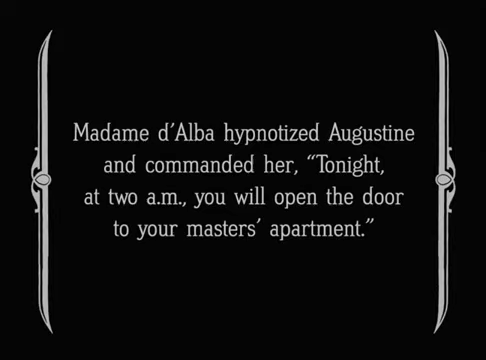 Madame d’Alba hypnotized Augustine
and commanded her, “Tonight,
at two a.m., you will open the door
to your masters’ apartment.”